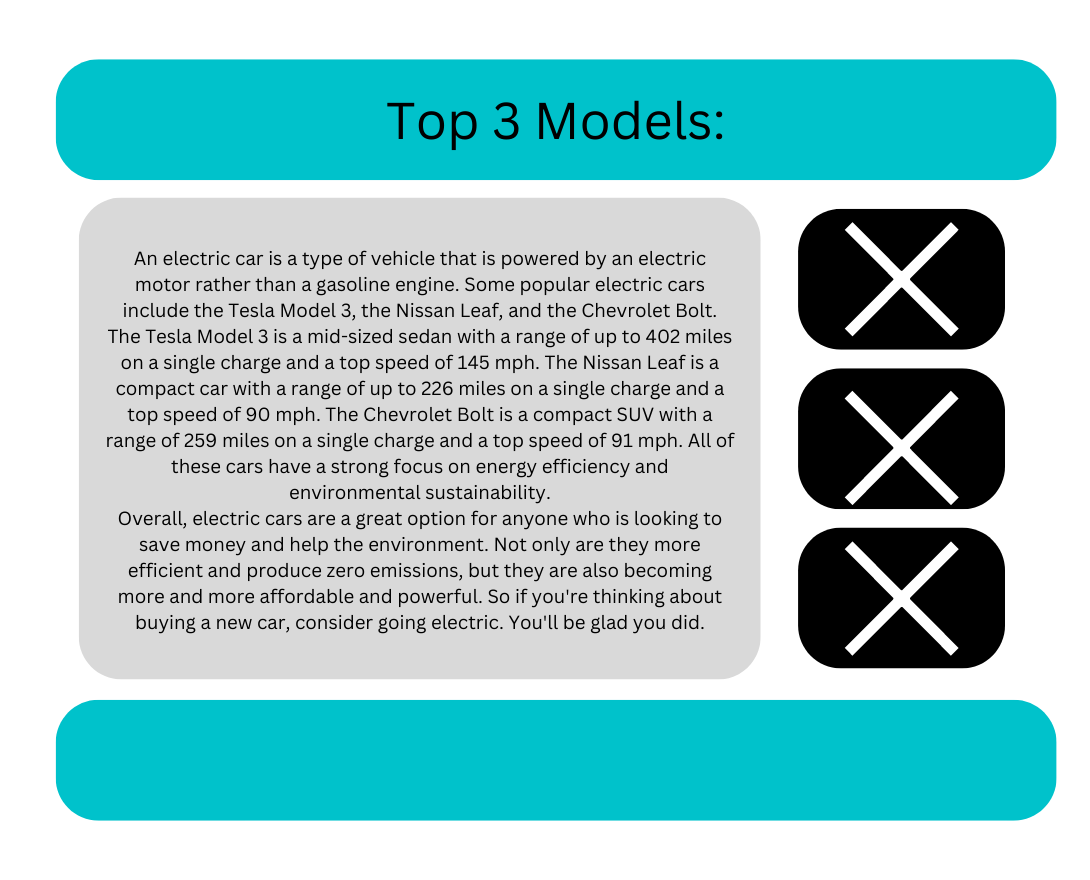 Top 3 Models:
An electric car is a type of vehicle that is powered by an electric
motor rather than a gasoline engine. Some popular electric cars
include the Tesla Model 3, the Nissan Leaf, and the Chevrolet Bolt.
The Tesla Model 3 is a mid-sized sedan with a range of up to 402 miles
on a single charge and a top speed of 145 mph. The Nissan Leaf is a
compact car with a range of up to 226 miles on a single charge and a
top speed of 90 mph. The Chevrolet Bolt is a compact SUV with a
range of 259 miles on a single charge and a top speed of 91 mph. All of
these cars have a strong focus on energy efficiency and
environmental sustainability.
Overall, electric cars are a great option for anyone who is looking to
save money and help the environment. Not only are they more
efficient and produce zero emissions, but they are also becoming
more and more affordable and powerful. So if you're thinking about
buying a new car, consider going electric. You'll be glad you did.